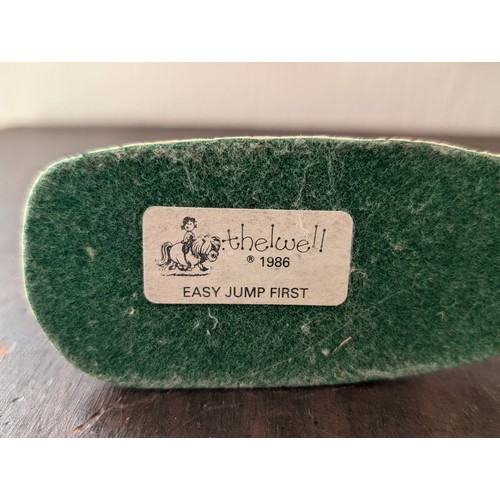 thelwell
® 1986
EASY JUMP FIRST